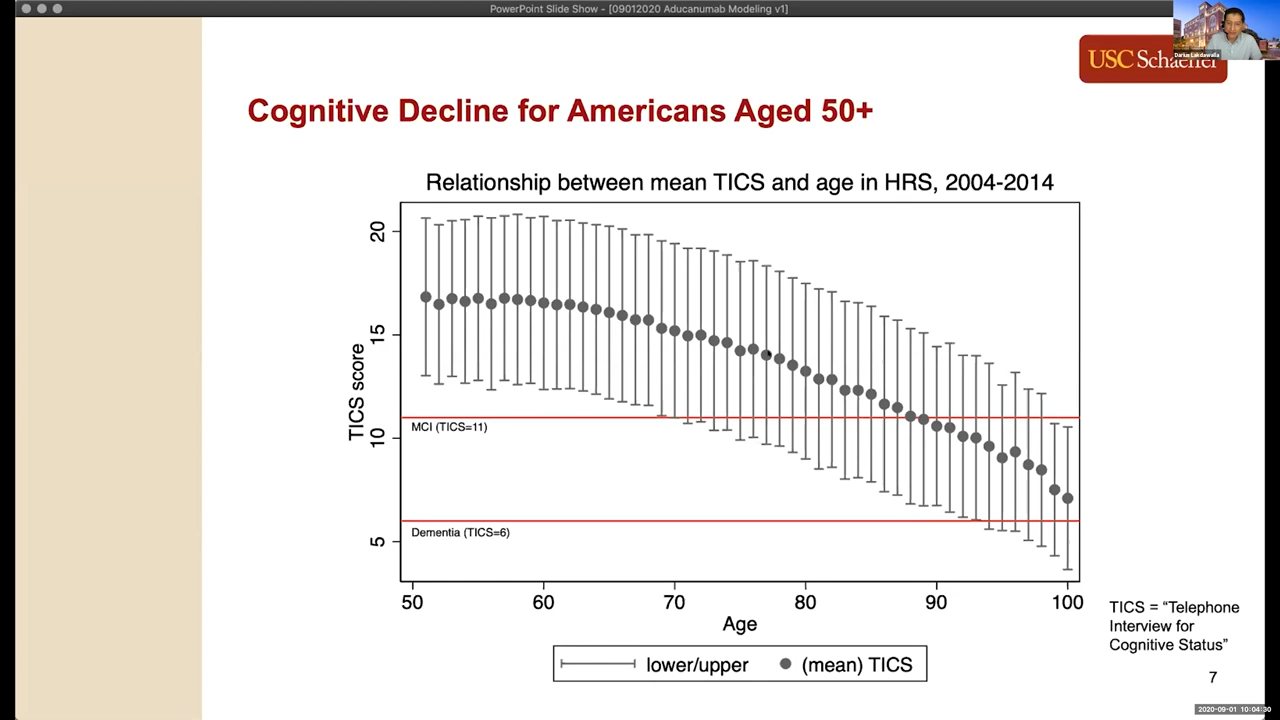 PowerPoint Slide Show - [09012020 Aducanumab Modeling v1]
Darius Lakdawalla
USC Schaeffer
Cognitive Decline for Americans Aged 50+
Relationship between mean TICS and age in HRS, 2004-2014
20
15
10
5
TICS score
MCI (TICS=11)
Dementia (TICS=6)
50 60 70 80 90 100
Age
lower/upper (mean) TICS
TICS = “Telephone
Interview for
Cognitive Status”
7
2020-09-01 10:04:30